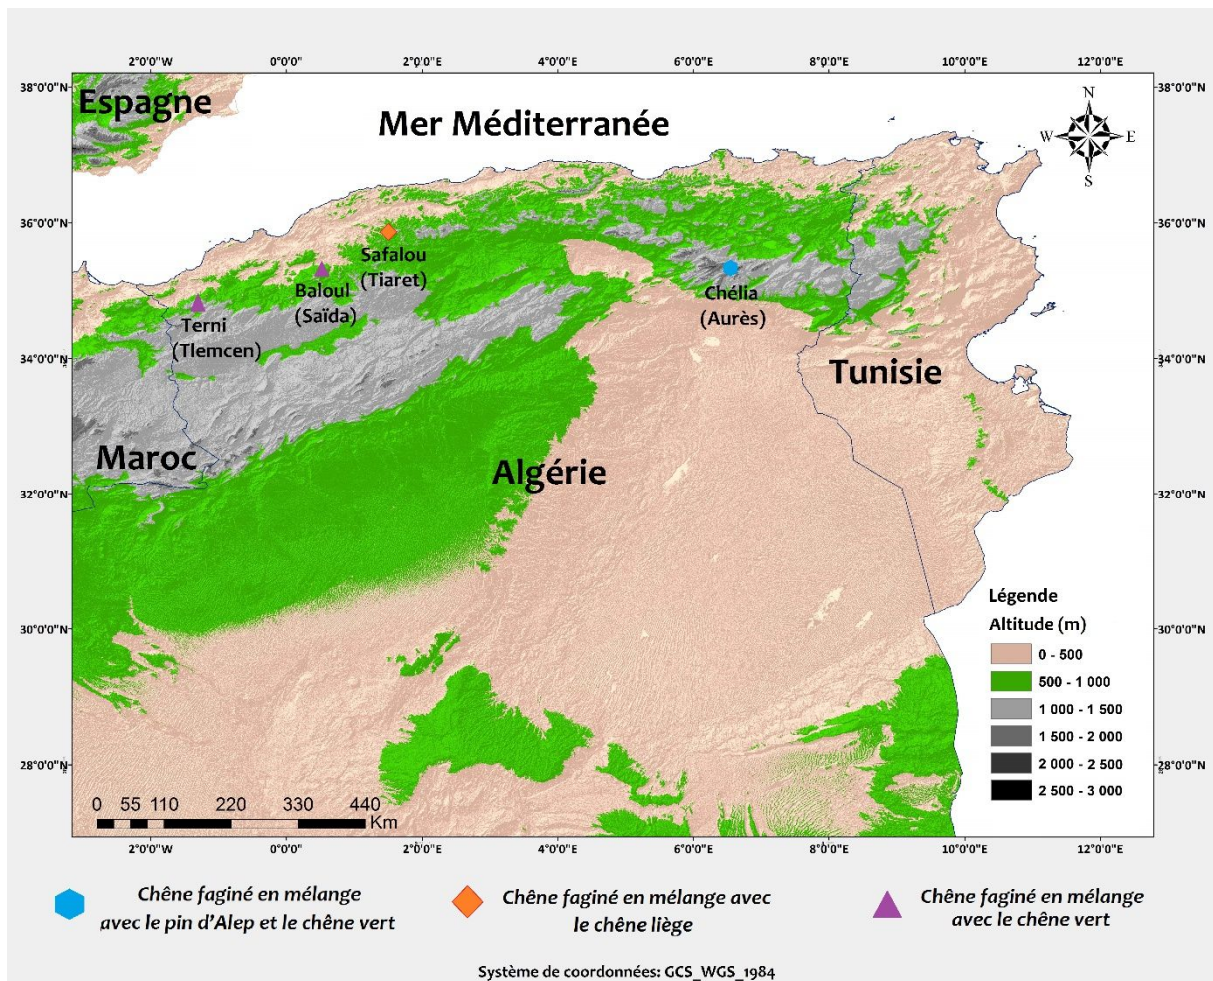 2°0'0"W 0°0'0" 2°0'0"E 4°0'0"E 6°0'0"E 8°0'0"E 10°0'0"E 12°0'0"E
38°0'0"N 38°0'0"N
Espagne
Mer Méditerranée
N
W E
S
36°0'0"N 36°0'0"N
Safalou
(Tiaret)
Baloul
(Saïda)
Terni
(Tlemcen)
Chélia
(Aurès)
34°0'0"N 34°0'0"N
Tunisie
Maroc
Algérie
32°0'0"N 32°0'0"N
30°0'0"N 30°0'0"N
28°0'0"N 28°0'0"N
Légende
Altitude (m)
0 - 500
500 - 1 000
1 000 - 1 500
1 500 - 2 000
2 000 - 2 500
2 500 - 3 000
0 55 110 220 330 440
Km
2°0'0"W 0°0'0" 2°0'0"E 4°0'0"E 6°0'0"E 8°0'0"E 10°0'0"E 12°0'0"E
Chêne faginé en mélange
avec le pin d'Alep et le chêne vert
Chêne faginé en mélange avec
le chêne liège
Chêne faginé en mélange
avec le chêne vert
Système de coordonnées: GCS_WGS_1984